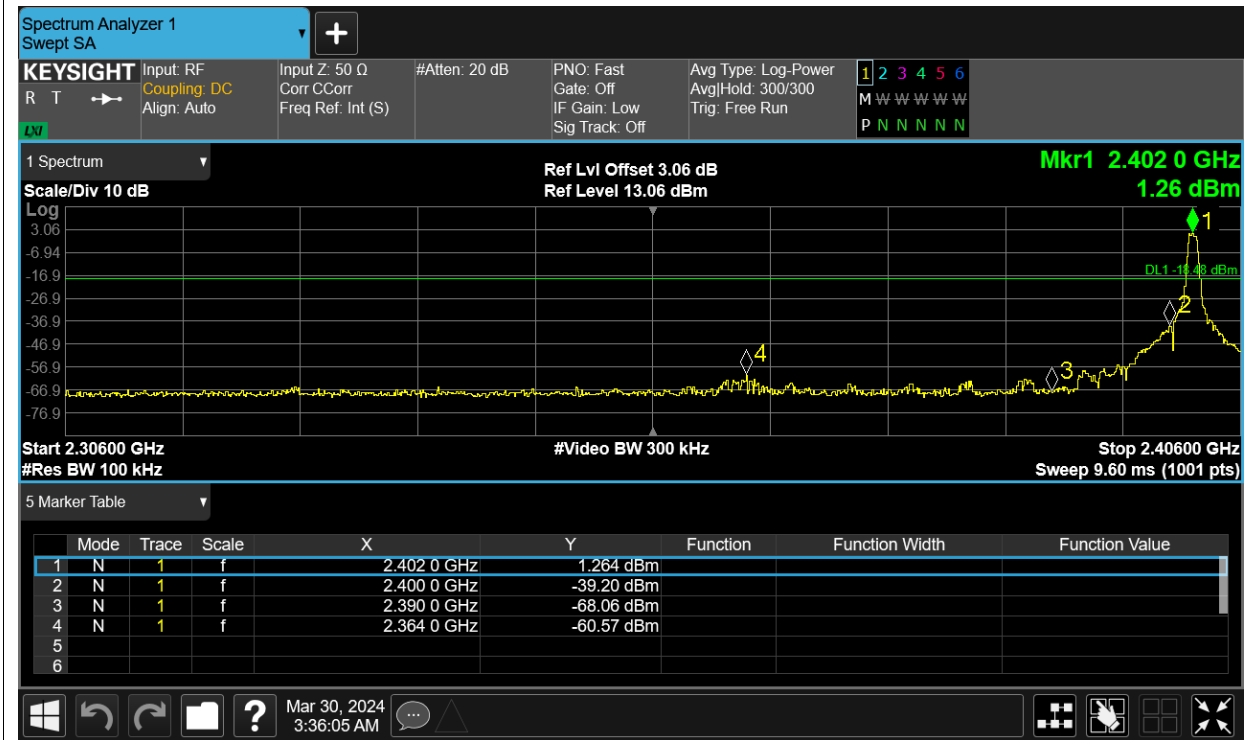 Spectrum Analyzer 1
Swept SA
KEYSIGHT
R T
LXI
Input: RF
Coupling: DC
Align: Auto
Input Z: 50 Ω
Corr CCorr
Freq Ref: Int (S)
#Atten: 20 dB
PNO: Fast
Gate: Off
IF Gain: Low
Sig Track: Off
Avg Type: Log-Power
Avg|Hold: 300/300
Trig: Free Run
1 2 3 4 5 6
M W W W W W
P N N N N N
1 Spectrum
Scale/Div 10 dB
Ref Lvl Offset 3.06 dB
Ref Level 13.06 dBm
Mkr1 2.402 0 GHz
1.26 dBm
Log
3.06
-6.94
-16.9
-26.9
-36.9
-46.9
-56.9
-66.9
-76.9
1
DL1 -18.48 dBm
2
4
3
Start 2.30600 GHz
#Video BW 300 kHz
Stop 2.40600 GHz
#Res BW 100 kHz
Sweep 9.60 ms (1001 pts)
5 Marker Table
Mode Trace Scale X Y Function Function Width Function Value
1 N 1 f 2.402 0 GHz 1.264 dBm
2 N 1 f 2.400 0 GHz -39.20 dBm
3 N 1 f 2.390 0 GHz -68.06 dBm
4 N 1 f 2.364 0 GHz -60.57 dBm
5
6
?
Mar 30, 2024
3:36:05 AM